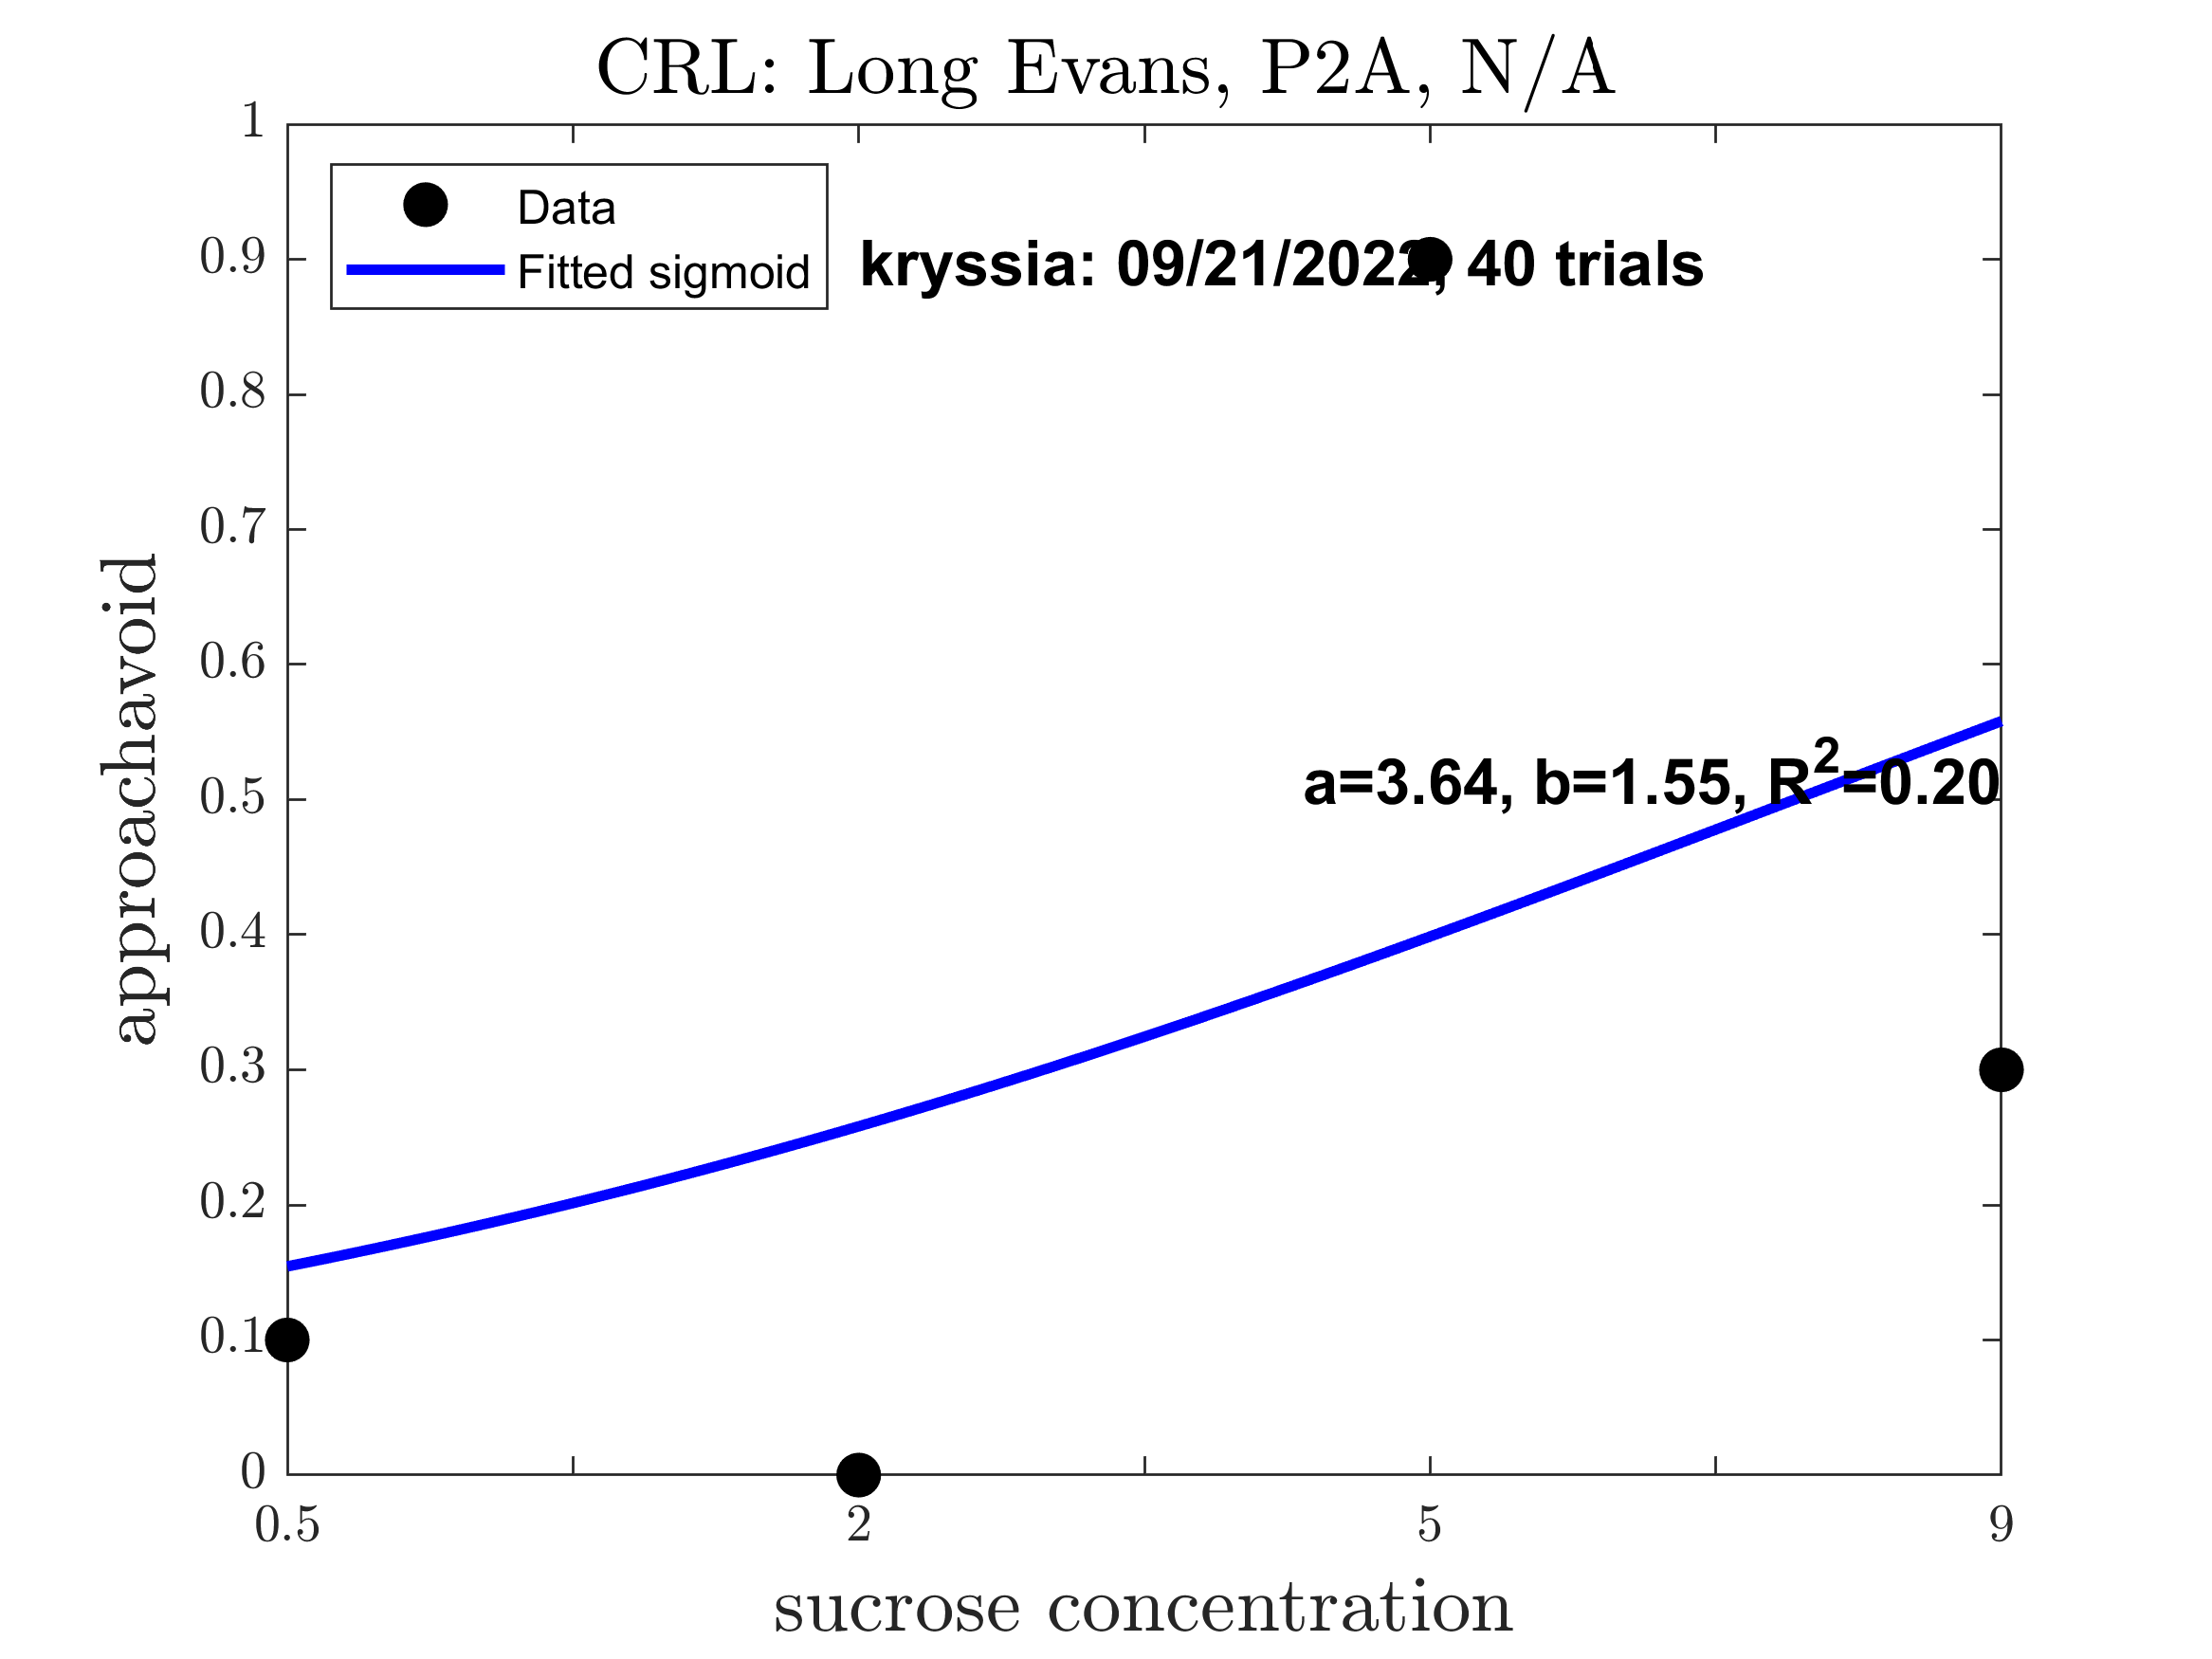 CRL: Long Evans, P2A, N/A
1
Data
Fitted sigmoid
kryssia: 09/21/2022, 40 trials
0.9
0.8
0.7
0.6
a=3.64, b=1.55, R²=0.20
0.5
0.4
0.3
0.2
0.1
0
0.5 2 5 9
approachavoid
sucrose concentration